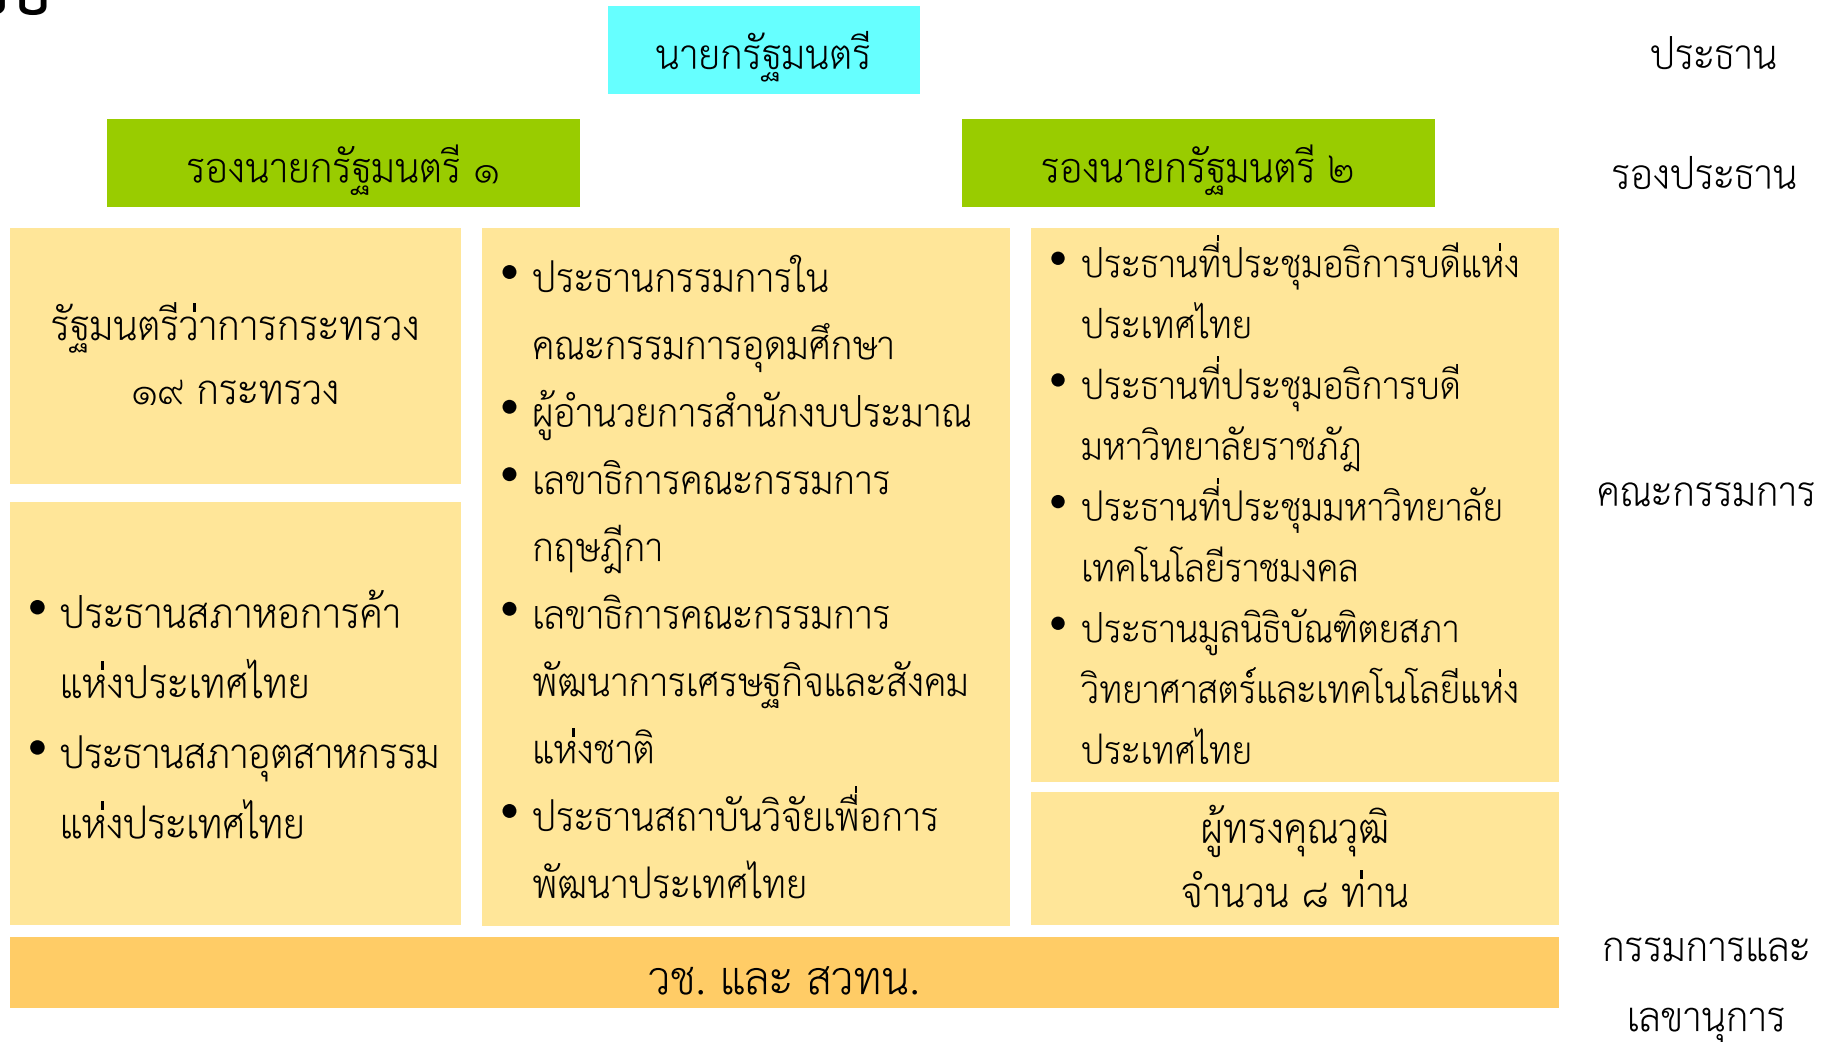 นายกรัฐมนตรี
ประธาน
รองนายกรัฐมนตรี ๑
รองนายกรัฐมนตรี ๒
รองประธาน
รัฐมนตรีว่าการกระทรวง
๑๙ กระทรวง
• ประธานสภาหอการค้า
แห่งประเทศไทย
• ประธานสภาอุตสาหกรรม
แห่งประเทศไทย
• ประธานกรรมการใน
คณะกรรมการอุดมศึกษา
• ผู้อำนวยการสำนักงบประมาณ
• เลขาธิการคณะกรรมการ
กฤษฎีกา
• เลขาธิการคณะกรรมการ
พัฒนาการเศรษฐกิจและสังคม
แห่งชาติ
• ประธานสถาบันวิจัยเพื่อการ
พัฒนาประเทศไทย
• ประธานที่ประชุมอธิการบดีแห่ง
ประเทศไทย
• ประธานที่ประชุมอธิการบดี
มหาวิทยาลัยราชภัฎ
• ประธานที่ประชุมมหาวิทยาลัย
เทคโนโลยีราชมงคล
• ประธานมูลนิธิบัณฑิตยสภา
วิทยาศาสตร์และเทคโนโลยีแห่ง
ประเทศไทย
ผู้ทรงคุณวุฒิ
จำนวน ๘ ท่าน
คณะกรรมการ
วช. และ สวทน.
กรรมการและ
เลขานุการ